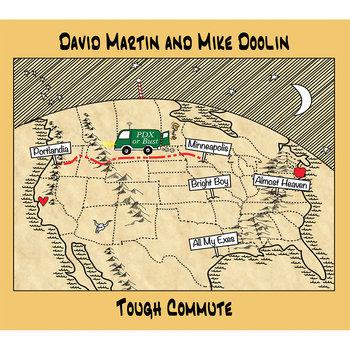 David Martin and Mike Doolin
PDX
or Bust
Portlandia
Minneapolis
Bright Boy
Almost Heaven
All My Exes
Tough Commute